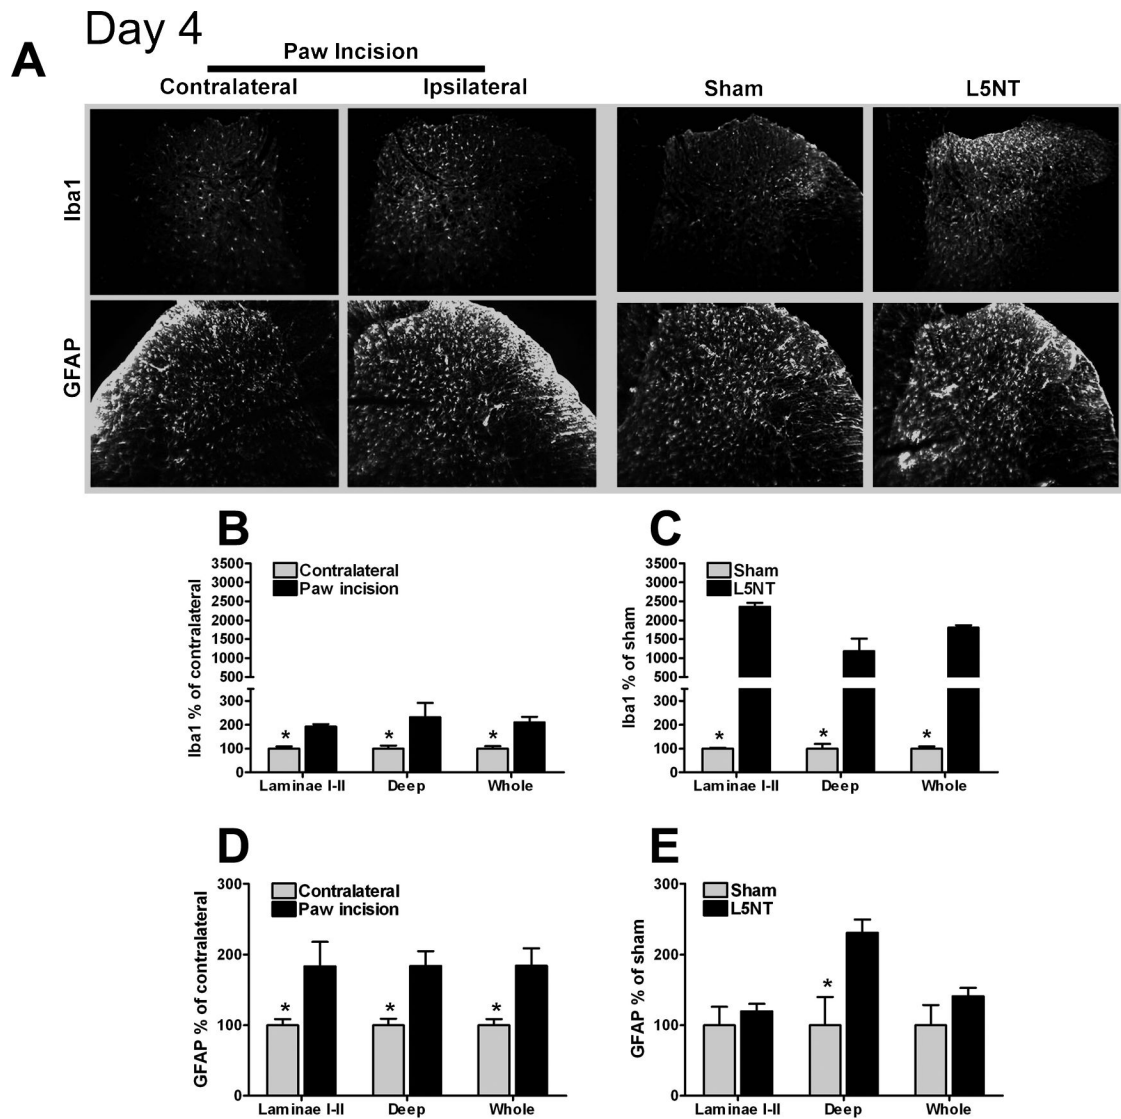 Day 4
A
Paw Incision
Contralateral Ipsilateral Sham L5NT
Iba1
GFAP
B
Iba1 % of contralateral
3500
3000
2500
2000
1500
1000
500
300
200
100
0
Contralateral
Paw incision
* * *
Laminae I-II Deep Whole
C
Iba1 % of sham
3500
3000
2500
2000
1500
1000
500
300
200
100
0
Sham
L5NT
* * *
Laminae I-II Deep Whole
D
GFAP % of contralateral
300
200
100
0
Contralateral
Paw incision
* * *
Laminae I-II Deep Whole
E
GFAP % of sham
300
200
100
0
Sham
L5NT
*
Laminae I-II Deep Whole